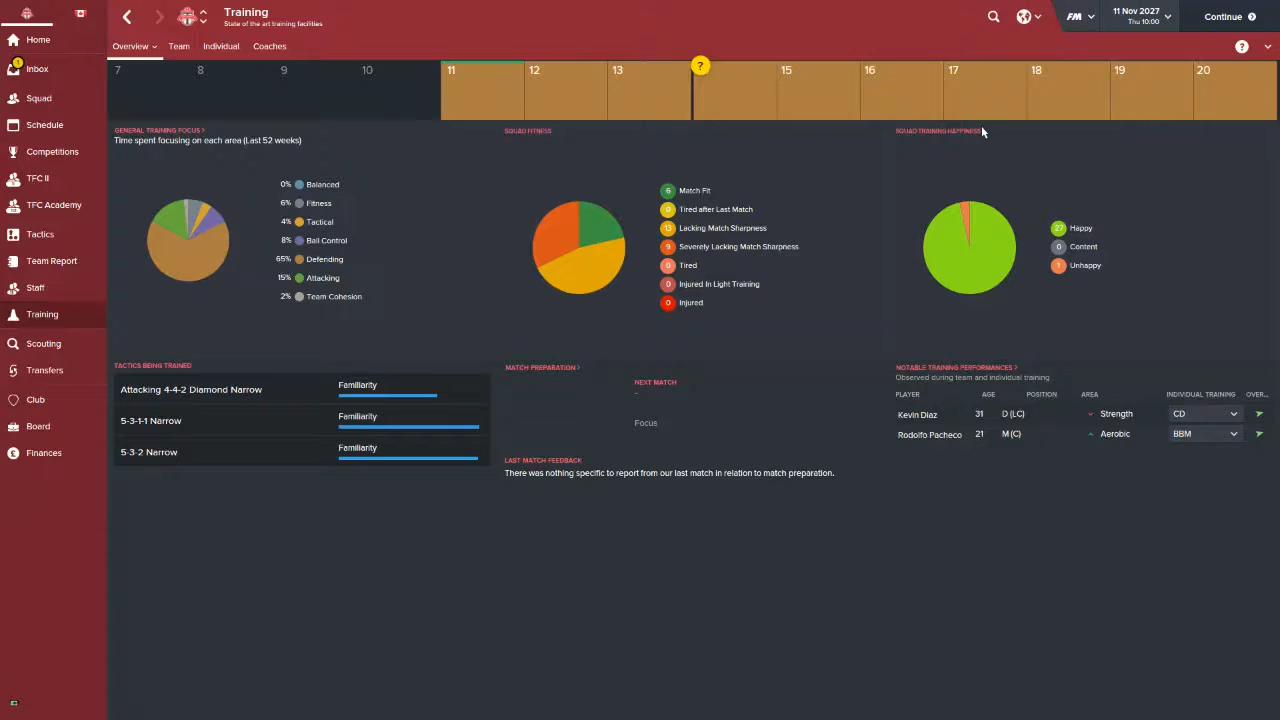 Training
State of the art training facilities
FM
11 Nov 2027
Thu 10:00
Continue
Overview
Team
Individual
Coaches
?
Home
1
Inbox
Squad
Schedule
Competitions
TFC II
TFC Academy
Tactics
Team Report
Staff
Training
Scouting
Transfers
Club
Board
Finances
7 8 9 10 11 12 13 ? 15 16 17 18 19 20
GENERAL TRAINING FOCUS >
Time spent focusing on each area (Last 52 weeks)
0% Balanced
6% Fitness
4% Tactical
8% Ball Control
65% Defending
15% Attacking
2% Team Cohesion
SQUAD FITNESS
6 Match Fit
0 Tired after Last Match
13 Lacking Match Sharpness
9 Severely Lacking Match Sharpness
0 Tired
0 Injured In Light Training
0 Injured
SQUAD TRAINING HAPPINESS
27 Happy
0 Content
1 Unhappy
TACTICS BEING TRAINED
Attacking 4-4-2 Diamond Narrow Familiarity
5-3-1-1 Narrow Familiarity
5-3-2 Narrow Familiarity
MATCH PREPARATION >
NEXT MATCH
-
Focus
LAST MATCH FEEDBACK
There was nothing specific to report from our last match in relation to match preparation.
NOTABLE TRAINING PERFORMANCES >
Observed during team and individual training
PLAYER AGE POSITION AREA INDIVIDUAL TRAINING OVER...
Kevin Diaz 31 D (LC) Strength CD
Rodolfo Pacheco 21 M (C) Aerobic BBM